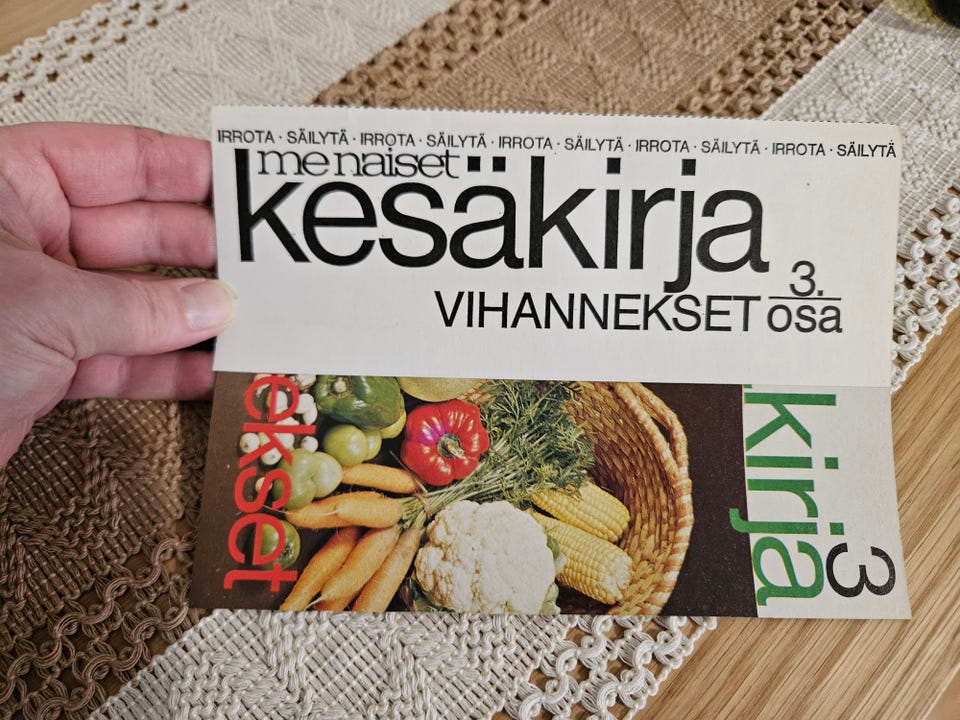 IRROTA · SÄILYTÄ · IRROTA · SÄILYTÄ · IRROTA · SÄILYTÄ · IRROTA · SÄILYTÄ · IRROTA · SÄILYTÄ
me naiset
kesäkirja
VIHANNEKSET 3. osa
ekset
kirja
3